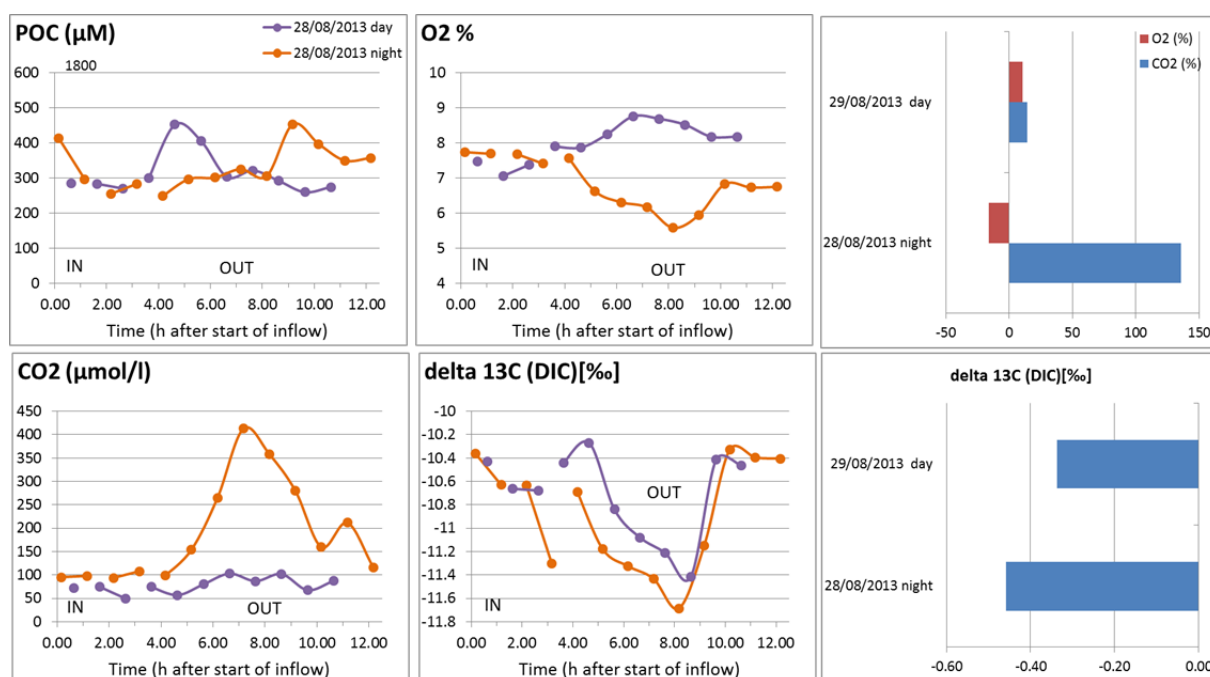 POC (µM)
28/08/2013 day
28/08/2013 night
1800
600
500
400
300
200
100
0
IN
OUT
0.00 2.00 4.00 6.00 8.00 10.00 12.00
Time (h after start of inflow)
O2 %
10
9
8
7
6
5
4
IN
OUT
0.00 2.00 4.00 6.00 8.00 10.00 12.00
Time (h after start of inflow)
O2 (%)
CO2 (%)
29/08/2013 day
28/08/2013 night
-50 0 50 100 150
CO2 (µmol/l)
450
400
350
300
250
200
150
100
50
0
IN
OUT
0.00 2.00 4.00 6.00 8.00 10.00 12.00
Time (h after start of inflow)
delta 13C (DIC)[‰]
-10
-10.2
-10.4
-10.6
-10.8
-11
-11.2
-11.4
-11.6
-11.8
OUT
IN
0.00 2.00 4.00 6.00 8.00 10.00 12.00
Time (h after start of inflow)
delta 13C (DIC)[‰]
29/08/2013 day
28/08/2013 night
-0.60 -0.40 -0.20 0.00